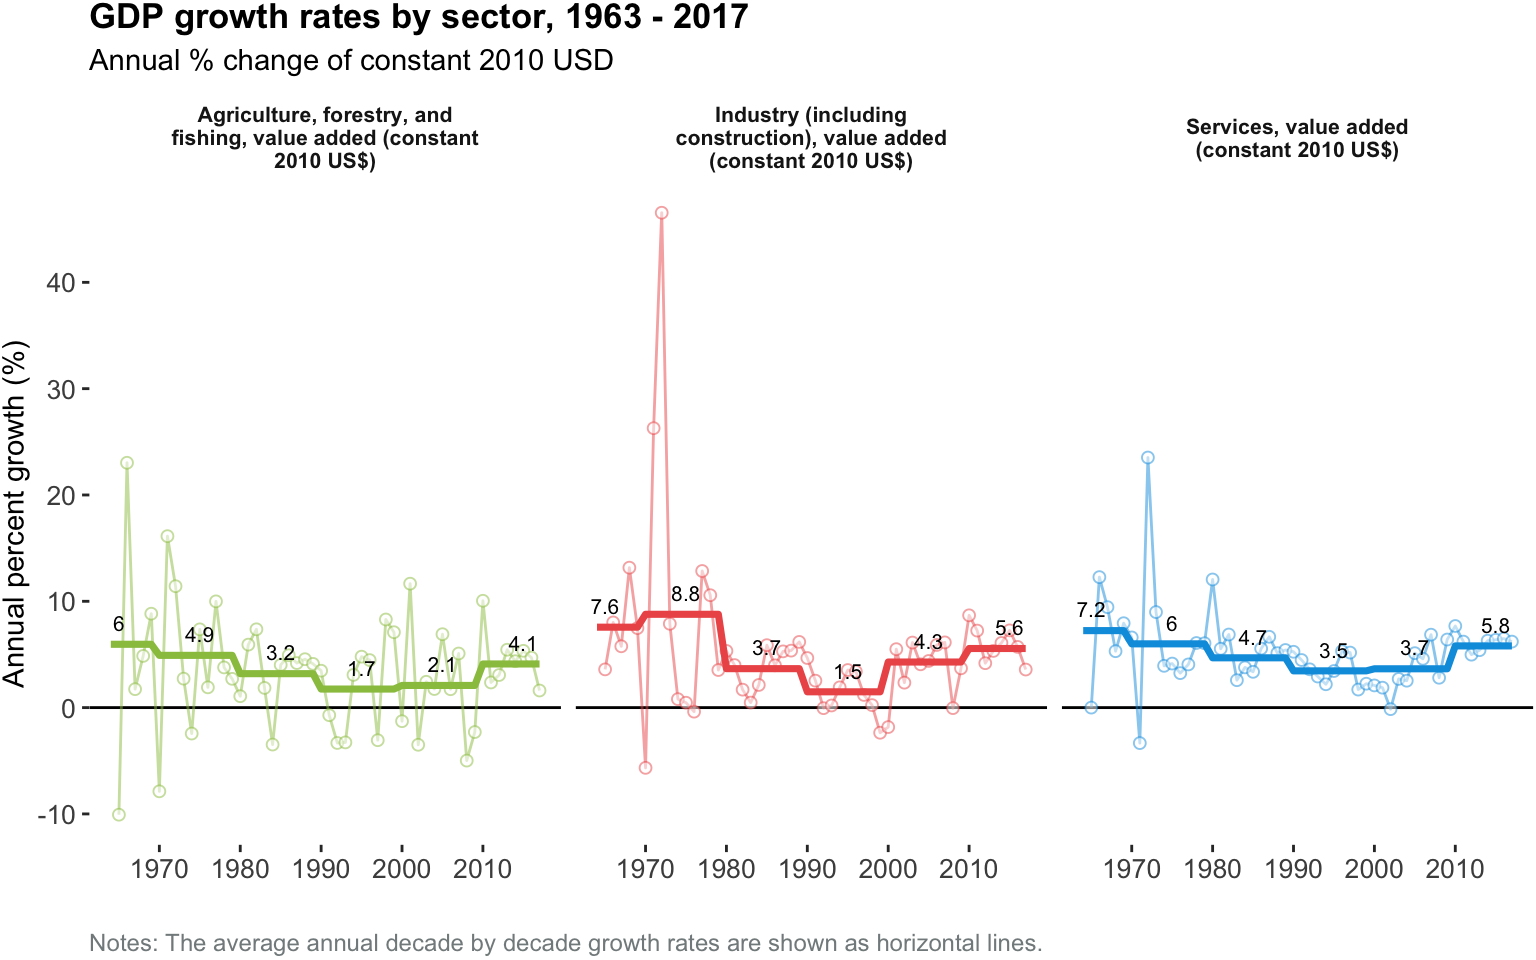 GDP growth rates by sector, 1963 - 2017
Annual % change of constant 2010 USD
Agriculture, forestry, and
fishing, value added (constant
2010 US$)
Industry (including
construction), value added
(constant 2010 US$)
Services, value added
(constant 2010 US$)
Annual percent growth (%)
40
30
20
10
0
-10
6
4.9
3.2
1.7
2.1
4.1
7.6
8.8
3.7
1.5
4.3
5.6
7.2
6
4.7
3.5
3.7
5.8
1970 1980 1990 2000 2010
1970 1980 1990 2000 2010
1970 1980 1990 2000 2010
Notes: The average annual decade by decade growth rates are shown as horizontal lines.